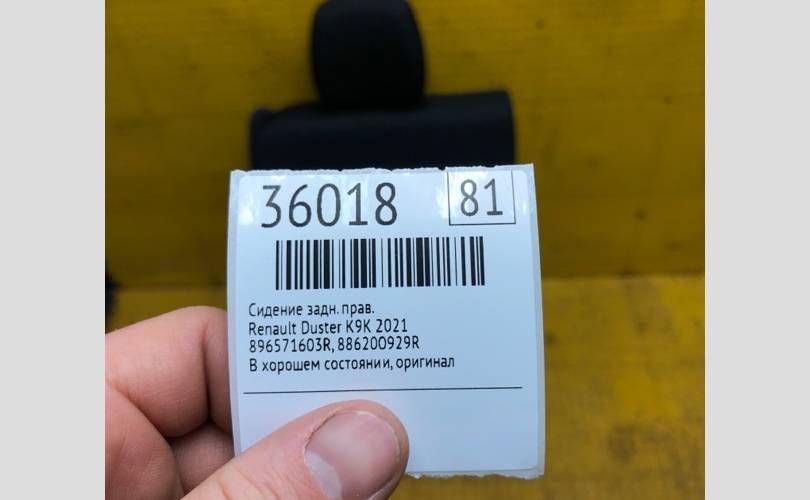 36018 81
Сидение задн. прав.
Renault Duster K9K 2021
896571603R, 886200929R
В хорошем состоянии, оригинал